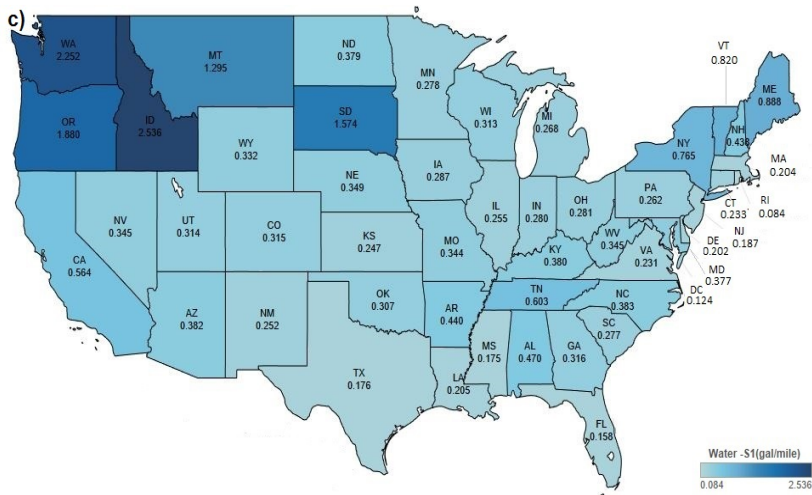 c)
WA
2.252
MT
1.295
ND
0.379
MN
0.278
VT
0.820
ME
0.888
OR
1.880
ID
2.536
SD
1.574
WI
0.313
MI
0.268
NY
0.765
NH
0.438
MA
0.204
WY
0.332
IA
0.287
NE
0.349
PA
0.262
CT
0.233
RI
0.084
NV
0.345
UT
0.314
CO
0.315
IL
0.255
IN
0.280
OH
0.281
NJ
0.187
CA
0.564
KS
0.247
MO
0.344
WV
0.345
KY
0.380
VA
0.231
DE
0.202
MD
0.377
DC
0.124
AZ
0.382
NM
0.252
OK
0.307
AR
0.440
TN
0.603
NC
0.383
SC
0.277
MS
0.175
AL
0.470
GA
0.316
TX
0.176
LA
0.205
FL
0.158
Water -S1(gal/mile)
0.084 2.536